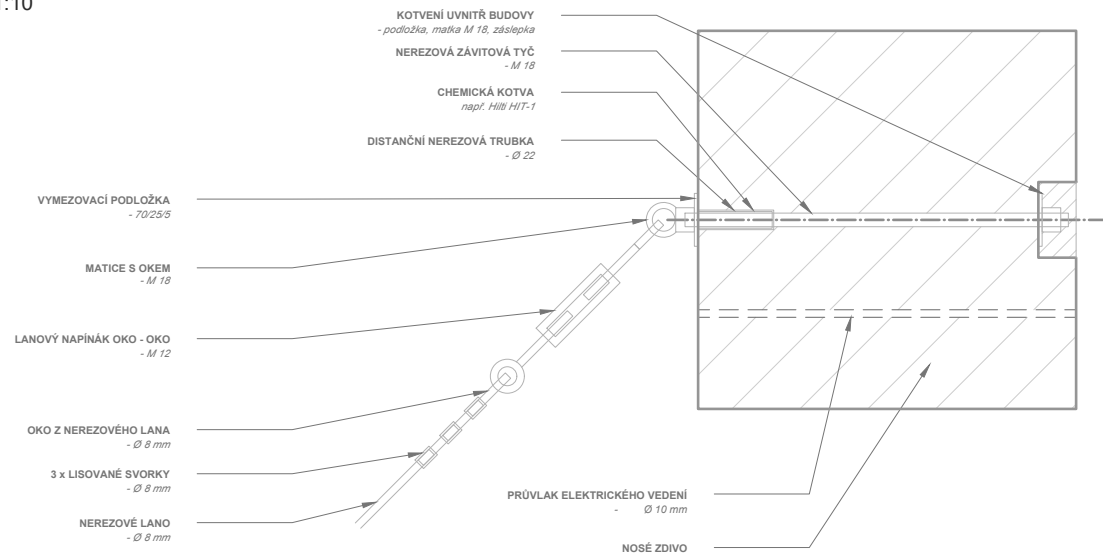 1:10
KOTVENÍ UVNITŘ BUDOVY
- podložka, matka M 18, záslepka
NEREZOVÁ ZÁVITOVÁ TYČ
- M 18
CHEMICKÁ KOTVA
např. Hilti HIT-1
DISTANČNÍ NEREZOVÁ TRUBKA
- Ø 22
VYMEZOVACÍ PODLOŽKA
- 70/25/5
MATICE S OKEM
- M 18
LANOVÝ NAPÍNÁK OKO - OKO
- M 12
OKO Z NEREZOVÉHO LANA
- Ø 8 mm
3 x LISOVANÉ SVORKY
- Ø 8 mm
NEREZOVÉ LANO
- Ø 8 mm
PRŮVLAK ELEKTRICKÉHO VEDENÍ
- Ø 10 mm
NOSÉ ZDIVO